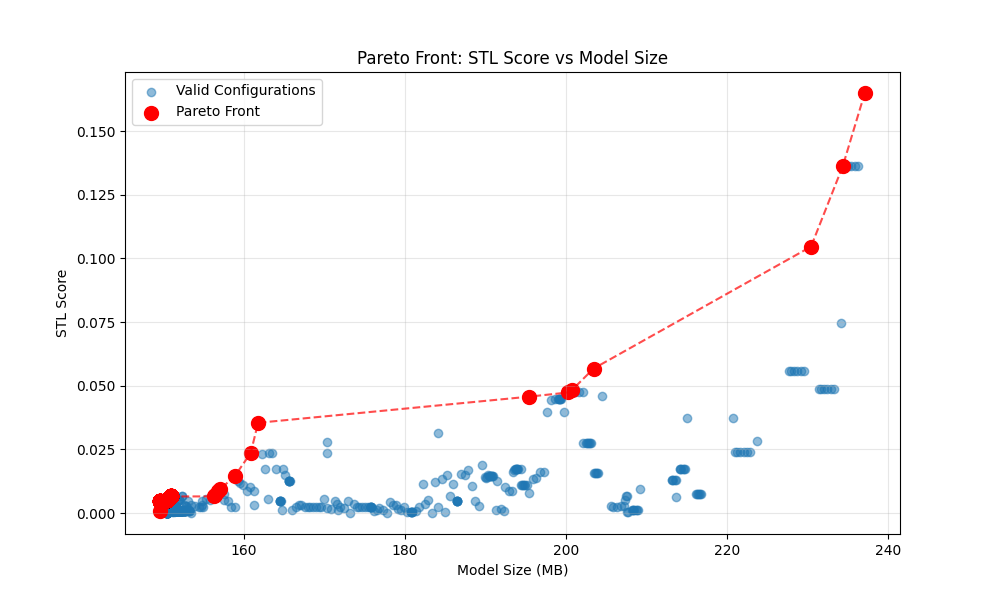 Pareto Front: STL Score vs Model Size
Valid Configurations
Pareto Front
STL Score
0.150
0.125
0.100
0.075
0.050
0.025
0.000
160
180
200
220
240
Model Size (MB)